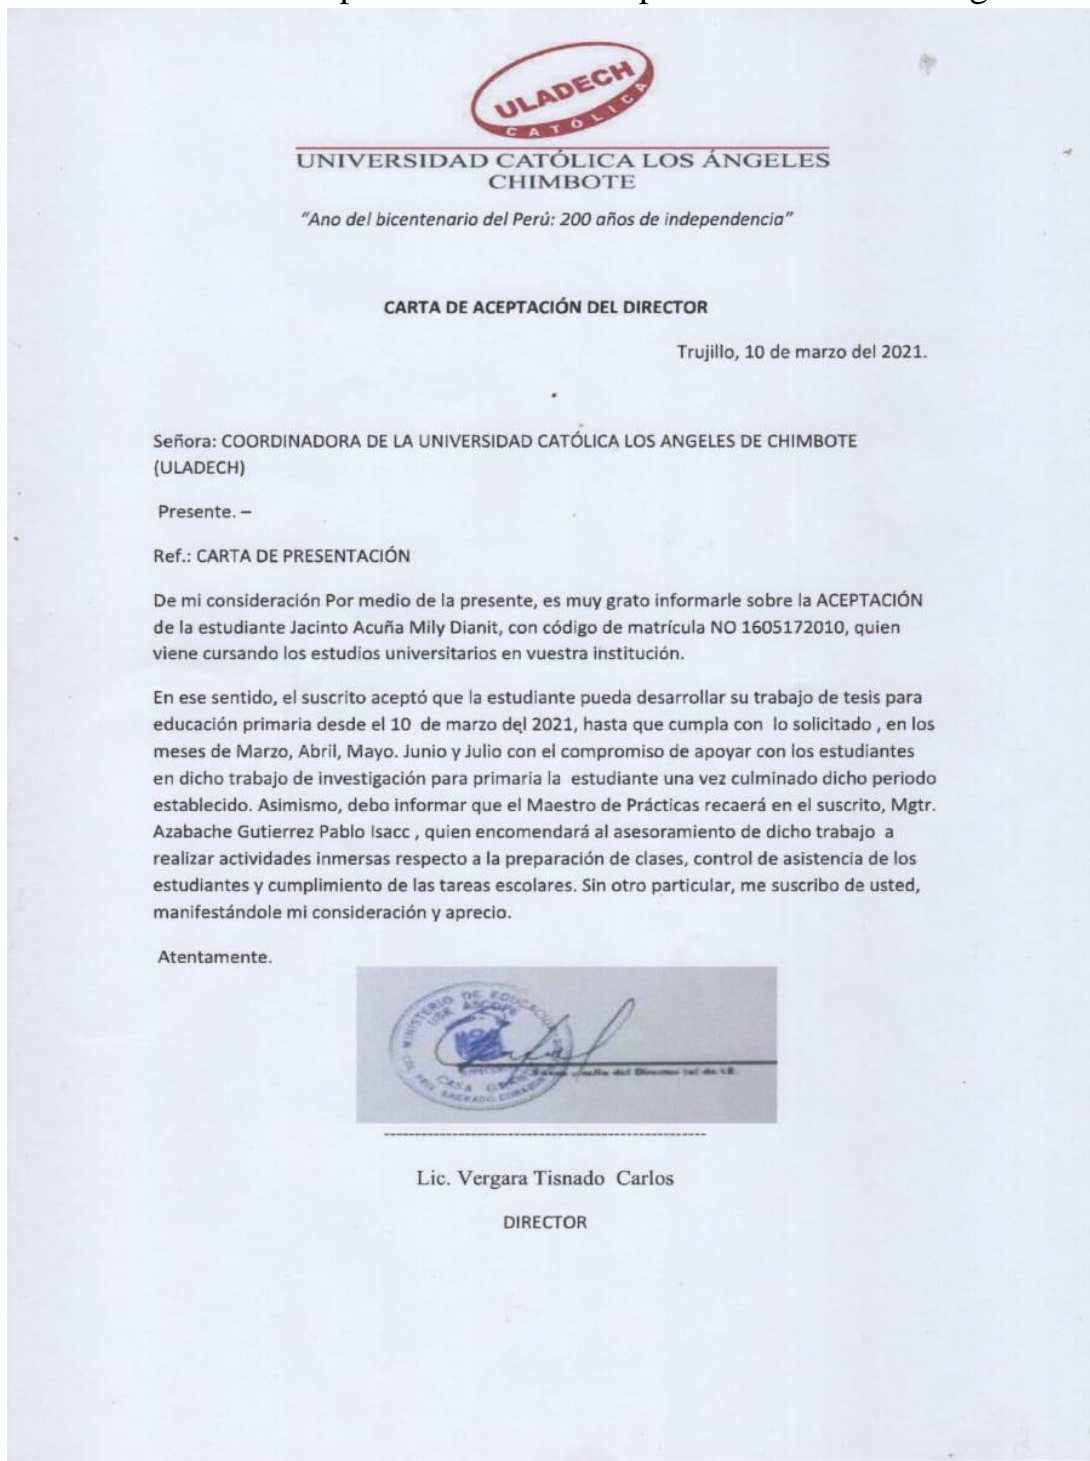 ULADECH
CATÓLICA
UNIVERSIDAD CATÓLICA LOS ÁNGELES
CHIMBOTE
"Ano del bicentenario del Perú: 200 años de independencia"
CARTA DE ACEPTACIÓN DEL DIRECTOR
Trujillo, 10 de marzo del 2021.
Señora: COORDINADORA DE LA UNIVERSIDAD CATÓLICA LOS ANGELES DE CHIMBOTE
(ULADECH)
Presente. –
Ref.: CARTA DE PRESENTACIÓN
De mi consideración Por medio de la presente, es muy grato informarle sobre la ACEPTACIÓN
de la estudiante Jacinto Acuña Mily Dianit, con código de matrícula NO 1605172010, quien
viene cursando los estudios universitarios en vuestra institución.
En ese sentido, el suscrito aceptó que la estudiante pueda desarrollar su trabajo de tesis para
educación primaria desde el 10 de marzo del 2021, hasta que cumpla con lo solicitado , en los
meses de Marzo, Abril, Mayo. Junio y Julio con el compromiso de apoyar con los estudiantes
en dicho trabajo de investigación para primaria la estudiante una vez culminado dicho periodo
establecido. Asimismo, debo informar que el Maestro de Prácticas recaerá en el suscrito, Mgtr.
Azabache Gutierrez Pablo Isacc , quien encomendará al asesoramiento de dicho trabajo a
realizar actividades inmersas respecto a la preparación de clases, control de asistencia de los
estudiantes y cumplimiento de las tareas escolares. Sin otro particular, me suscribo de usted,
manifestándole mi consideración y aprecio.
Atentamente.
MINISTERIO DE EDUCACION
ASCOPE
CASA
del Director
Lic. Vergara Tisnado Carlos
DIRECTOR